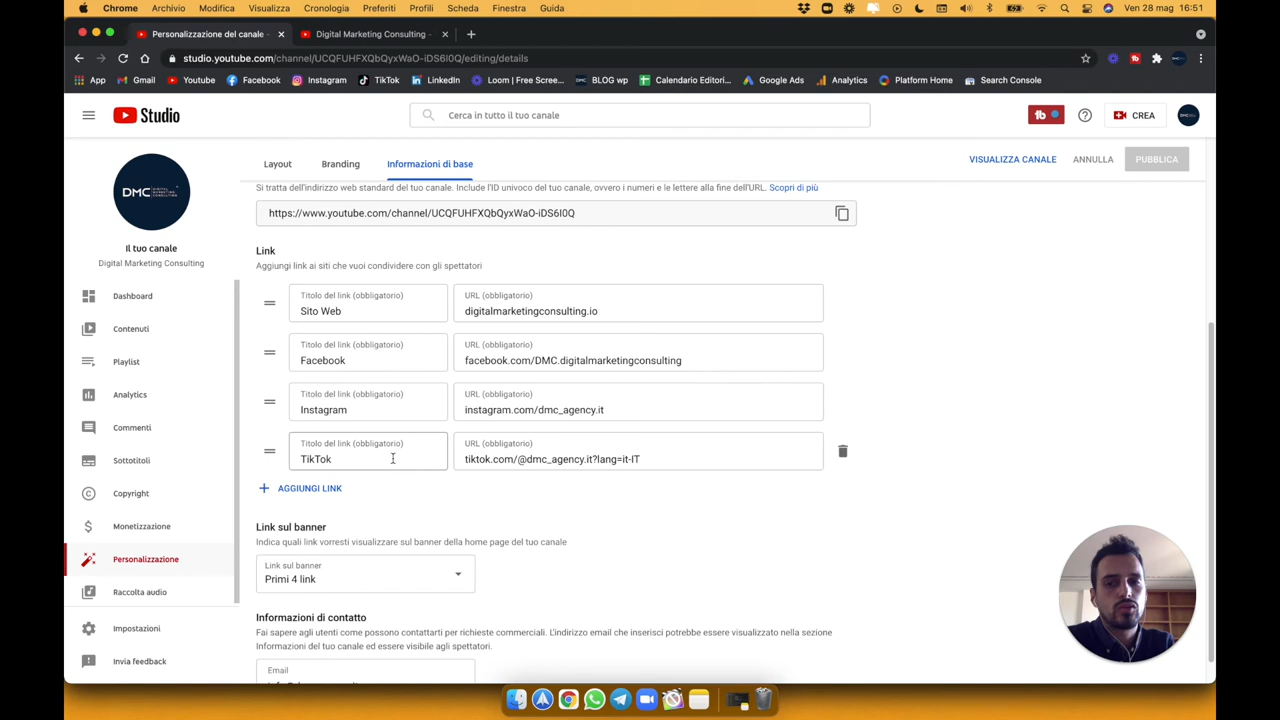 Chrome Archivio Modifica Visualizza Cronologia Preferiti Profili Scheda Finestra Guida Ven 28 mag 16:51
Personalizzazione del canale - Digital Marketing Consulting -
studio.youtube.com/channel/UCQFUHFXQbQyxWaO-iDS6I0Q/editing/details
App Gmail Youtube Facebook Instagram TikTok LinkedIn Loom | Free Scree... BLOG wp Calendario Editori... Google Ads Analytics Platform Home Search Console
Studio
Cerca in tutto il tuo canale
tb
CREA
DMC
Layout Branding Informazioni di base
VISUALIZZA CANALE ANNULLA PUBBLICA
DMC DIGITAL MARKETING CONSULTING
Il tuo canale
Digital Marketing Consulting
Dashboard
Contenuti
Playlist
Analytics
Commenti
Sottotitoli
Copyright
Monetizzazione
Personalizzazione
Raccolta audio
Impostazioni
Invia feedback
Si tratta dell'indirizzo web standard del tuo canale. Include l'ID univoco del tuo canale, ovvero i numeri e le lettere alla fine dell'URL. Scopri di più
https://www.youtube.com/channel/UCQFUHFXQbQyxWaO-iDS6I0Q
Link
Aggiungi link ai siti che vuoi condividere con gli spettatori
Titolo del link (obbligatorio) URL (obbligatorio)
Sito Web digitalmarketingconsulting.io
Titolo del link (obbligatorio) URL (obbligatorio)
Facebook facebook.com/DMC.digitalmarketingconsulting
Titolo del link (obbligatorio) URL (obbligatorio)
Instagram instagram.com/dmc_agency.it
Titolo del link (obbligatorio) URL (obbligatorio)
TikTok tiktok.com/@dmc_agency.it?lang=it-IT
AGGIUNGI LINK
Link sul banner
Indica quali link vorresti visualizzare sul banner della home page del tuo canale
Link sul banner
Primi 4 link
Informazioni di contatto
Fai sapere agli utenti come possono contattarti per richieste commerciali. L'indirizzo email che inserisci potrebbe essere visualizzato nella sezione
Informazioni del tuo canale ed essere visibile agli spettatori.
Email